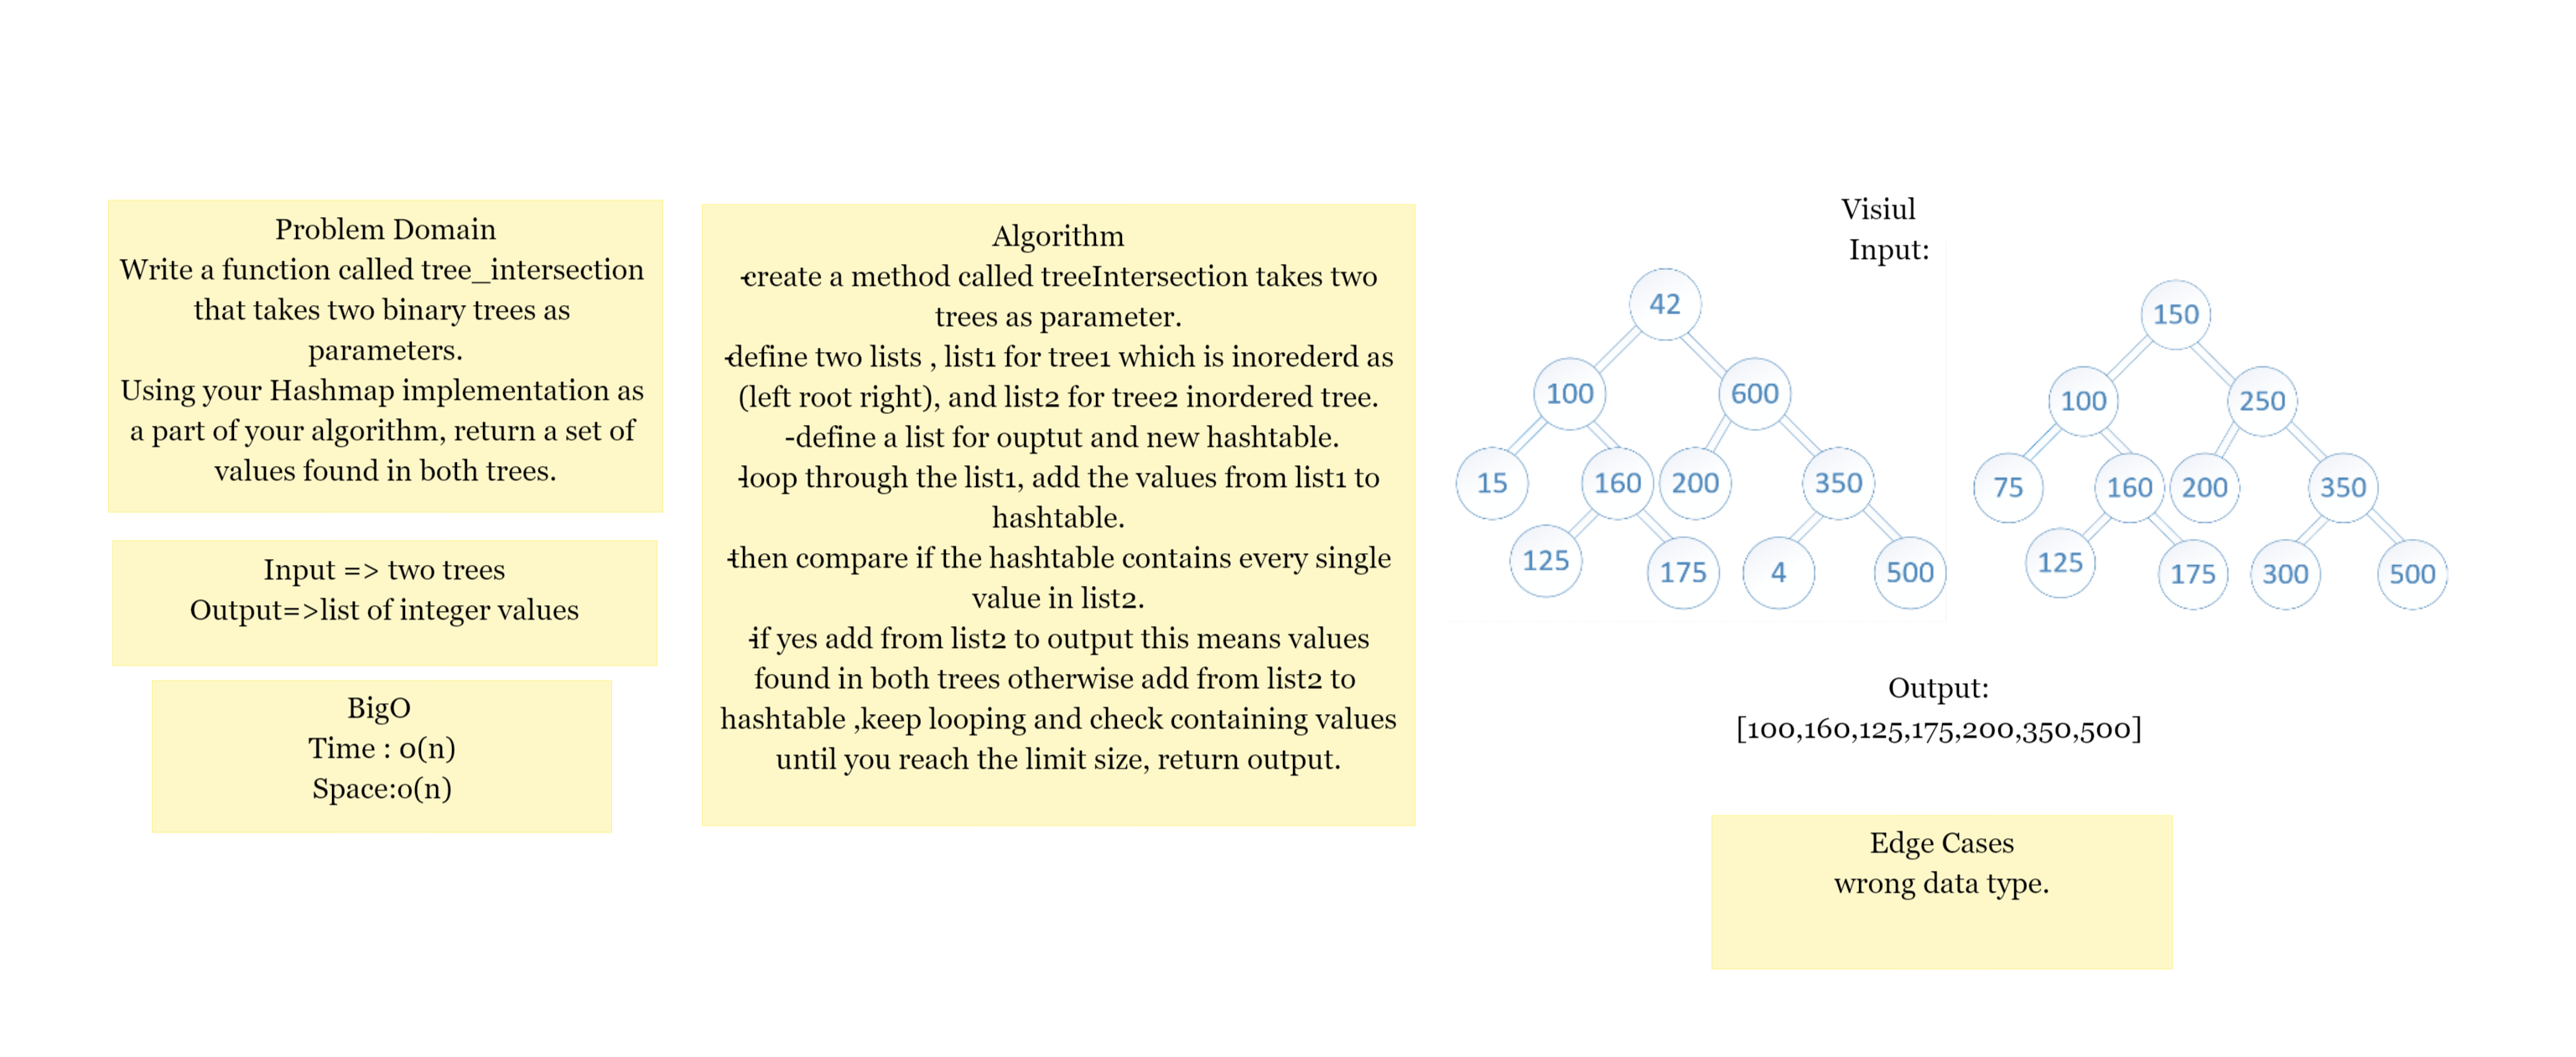 Problem Domain
Write a function called tree_intersection
that takes two binary trees as
parameters.
Using your Hashmap implementation as
a part of your algorithm, return a set of
values found in both trees.
Input => two trees
Output=>list of integer values
BigO
Time : o(n)
Space:o(n)
Algorithm
-create a method called treeIntersection takes two
trees as parameter.
-define two lists , list1 for tree1 which is inorederd as
(left root right), and list2 for tree2 inordered tree.
-define a list for ouptut and new hashtable.
-loop through the list1, add the values from list1 to
hashtable.
-then compare if the hashtable contains every single
value in list2.
-if yes add from list2 to output this means values
found in both trees otherwise add from list2 to
hashtable ,keep looping and check containing values
until you reach the limit size, return output.
Visiul
Input:
42
100
600
15
160
200
350
125
175
4
500
150
100
250
75
160
200
350
125
175
300
500
Output:
[100,160,125,175,200,350,500]
Edge Cases
wrong data type.